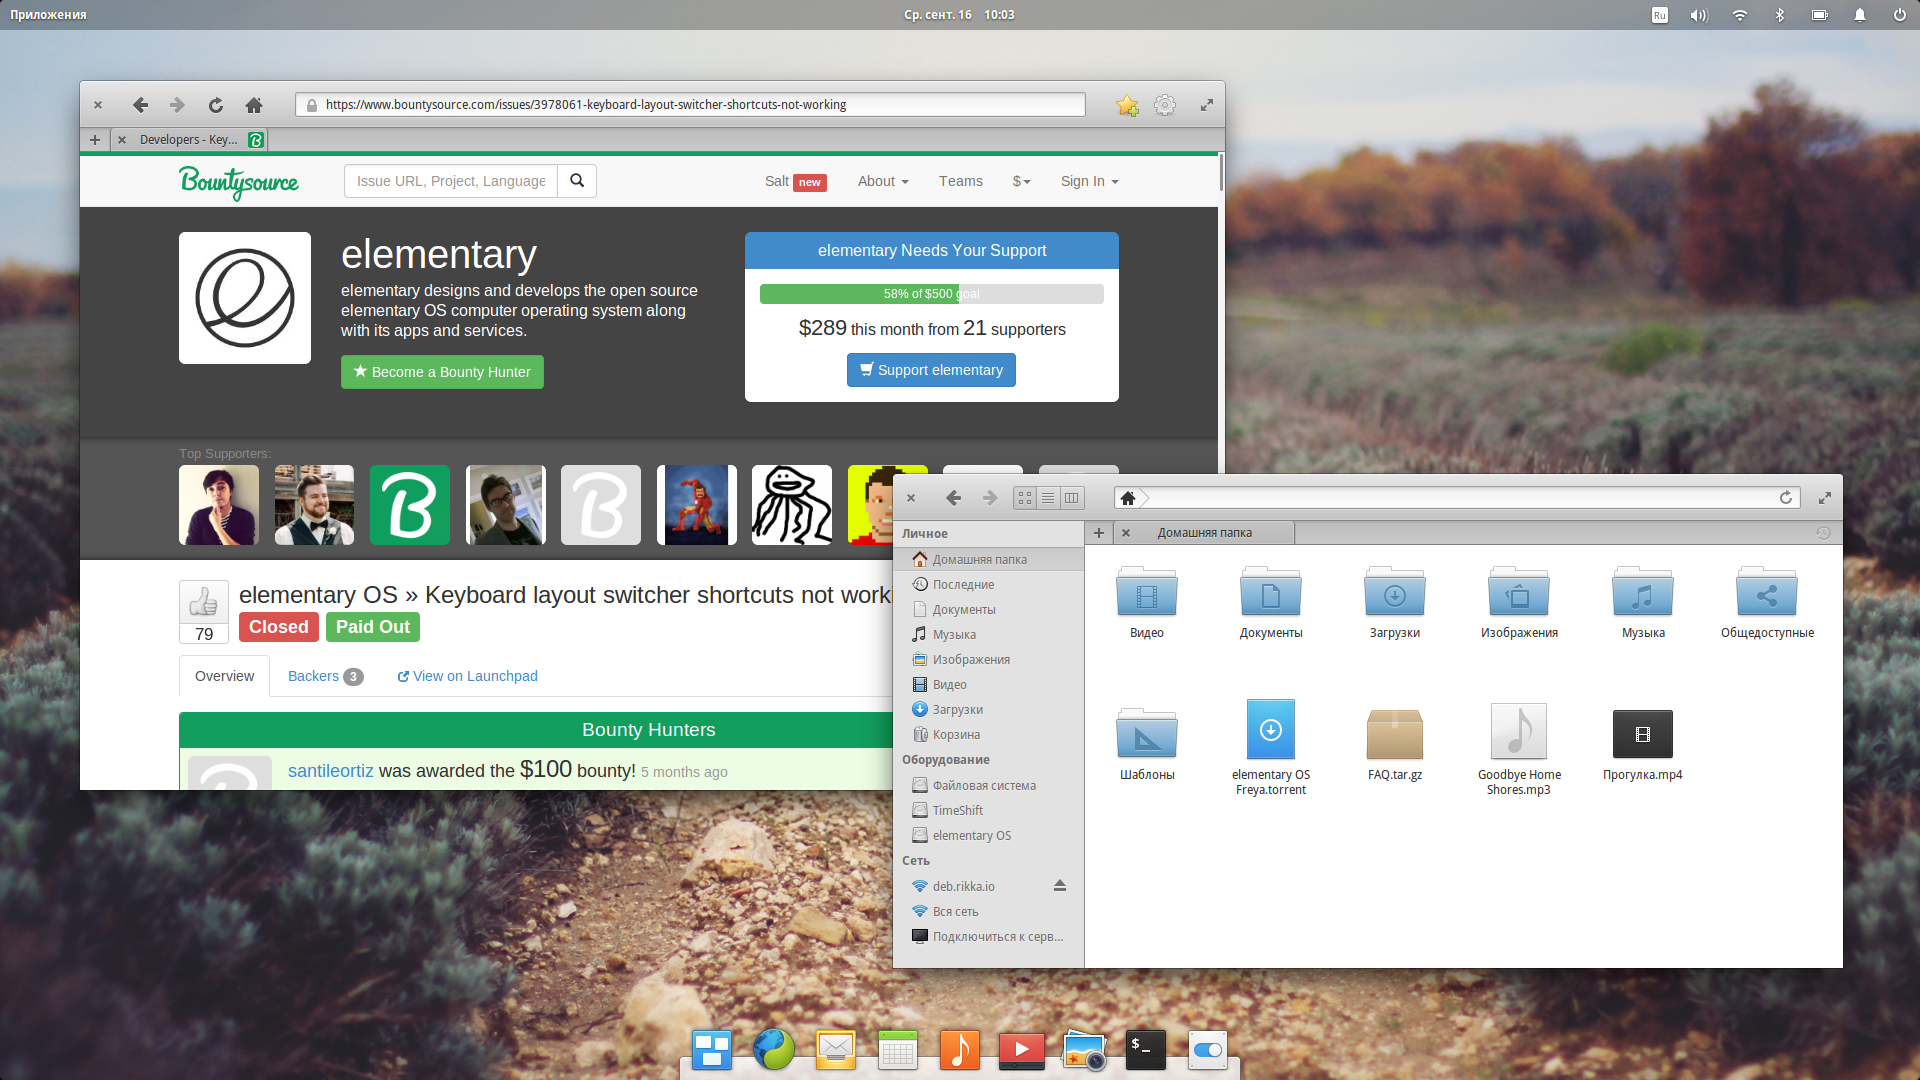 Приложения
Ср. сент. 16 10:03
Ru
https://www.bountysource.com/issues/3978061-keyboard-layout-switcher-shortcuts-not-working
Developers - Key...
Bountysource
Issue URL, Project, Language
Salt new
About
Teams
$
Sign In
elementary
elementary designs and develops the open source
elementary OS computer operating system along
with its apps and services.
Become a Bounty Hunter
elementary Needs Your Support
58% of $500 goal
$289 this month from 21 supporters
Support elementary
Top Supporters:
79
elementary OS » Keyboard layout switcher shortcuts not worki
Closed Paid Out
Overview
Backers 3
View on Launchpad
Bounty Hunters
santileortiz was awarded the $100 bounty! 5 months ago
Личное
Домашняя папка
Последние
Документы
Музыка
Изображения
Видео
Загрузки
Корзина
Оборудование
Файловая система
TimeShift
elementary OS
Сеть
deb.rikka.io
Вся сеть
Подключиться к серв...
Домашняя папка
Видео
Документы
Загрузки
Изображения
Музыка
Общедоступные
Шаблоны
elementary OS
Freya.torrent
FAQ.tar.gz
Goodbye Home
Shores.mp3
Прогулка.mp4
$_